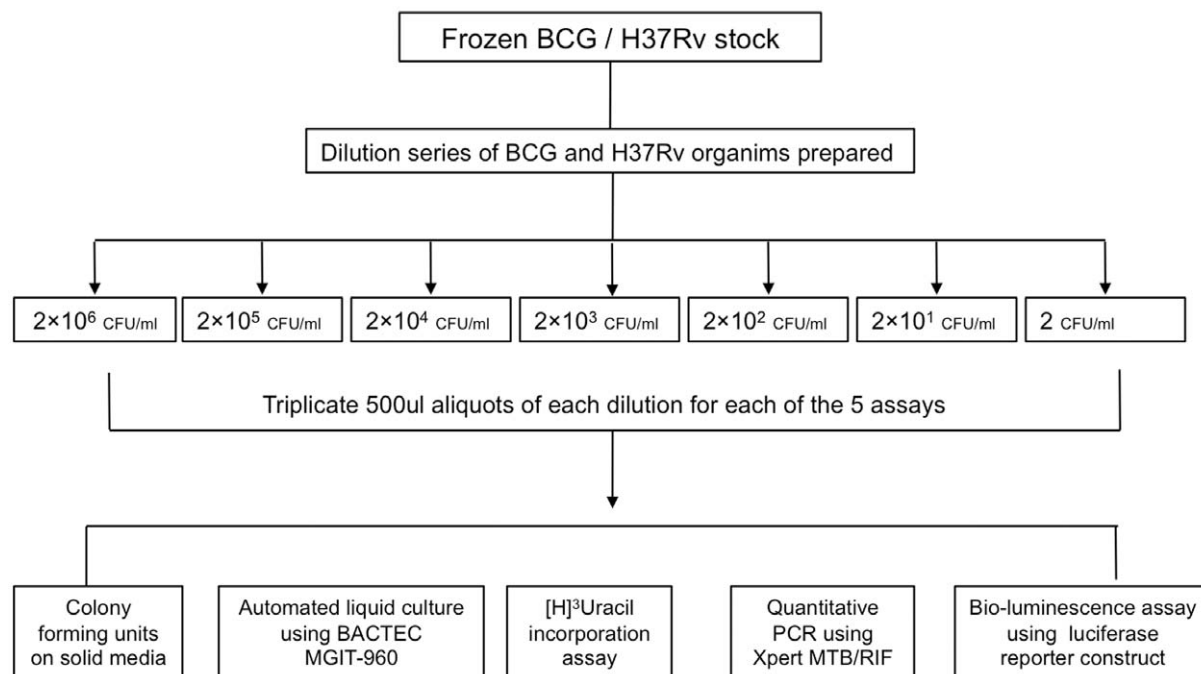 Frozen BCG / H37Rv stock
Dilution series of BCG and H37Rv organims prepared
2×10⁶ CFU/ml
2×10⁵ CFU/ml
2×10⁴ CFU/ml
2×10³ CFU/ml
2×10² CFU/ml
2×10¹ CFU/ml
2 CFU/ml
Triplicate 500ul aliquots of each dilution for each of the 5 assays
Colony
forming units
on solid media
Automated liquid culture
using BACTEC
MGIT-960
[H]³Uracil
incorporation
assay
Quantitative
PCR using
Xpert MTB/RIF
Bio-luminescence assay
using luciferase
reporter construct